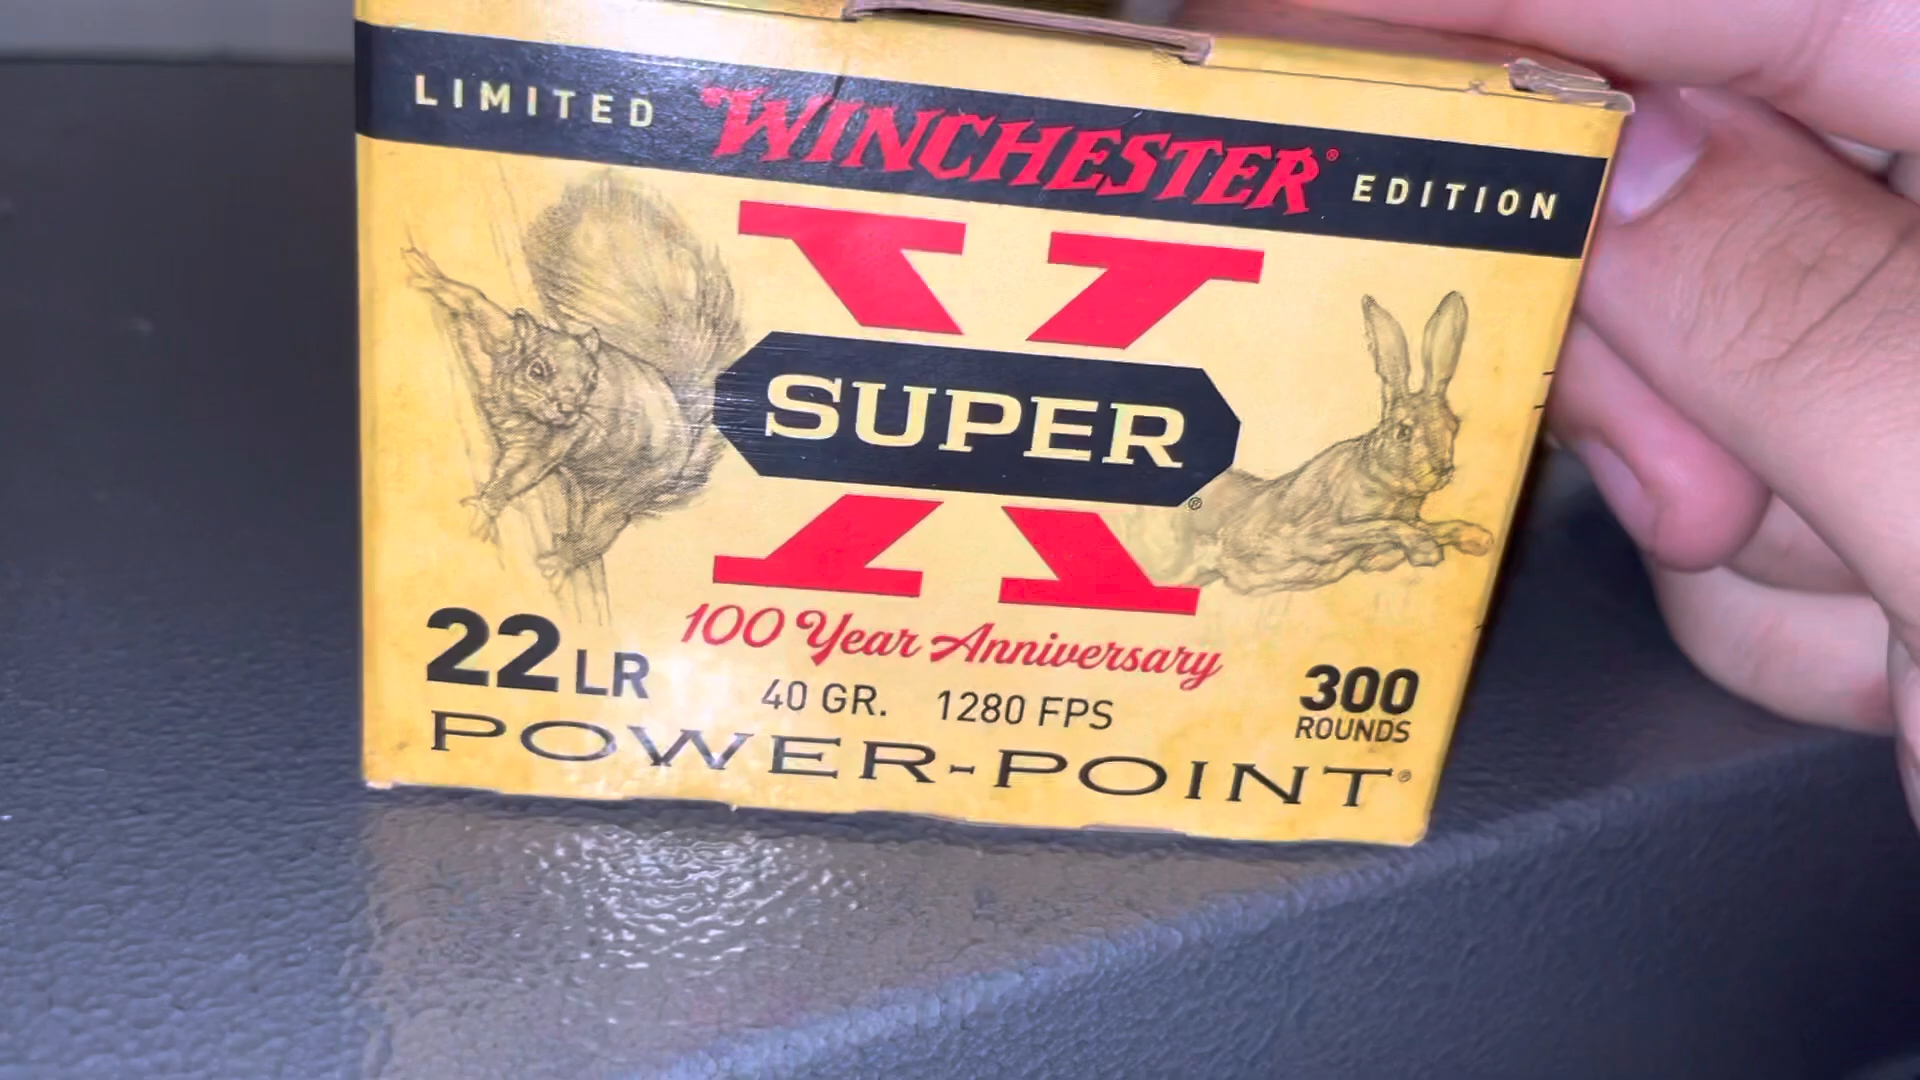 LIMITED WINCHESTER® EDITION
X
SUPER®
100 Year Anniversary
22 LR 40 GR. 1280 FPS 300 ROUNDS
POWER-POINT®